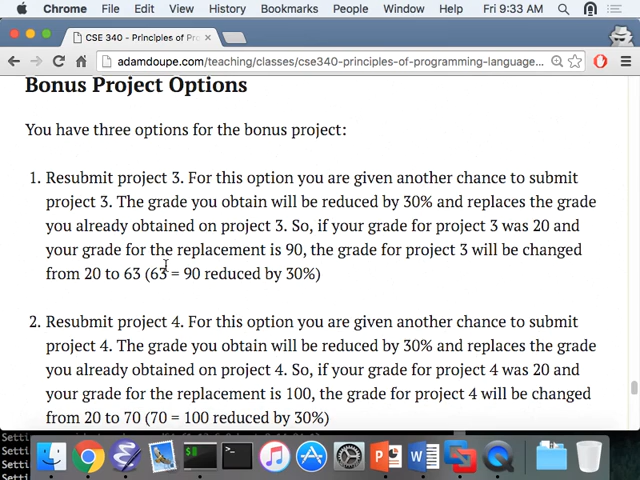 Chrome File Edit View History Bookmarks People Window Help Fri 9:33 AM
CSE 340 - Principles of Pro
adamdoupe.com/teaching/classes/cse340-principles-of-programming-language...
Bonus Project Options
You have three options for the bonus project:
1. Resubmit project 3. For this option you are given another chance to submit
project 3. The grade you obtain will be reduced by 30% and replaces the grade
you already obtained on project 3. So, if your grade for project 3 was 20 and
your grade for the replacement is 90, the grade for project 3 will be changed
from 20 to 63 (63 = 90 reduced by 30%)
2. Resubmit project 4. For this option you are given another chance to submit
project 4. The grade you obtain will be reduced by 30% and replaces the grade
you already obtained on project 4. So, if your grade for project 4 was 20 and
your grade for the replacement is 100, the grade for project 4 will be changed
from 20 to 70 (70 = 100 reduced by 30%)
Setti
Setti
Setti
Setti